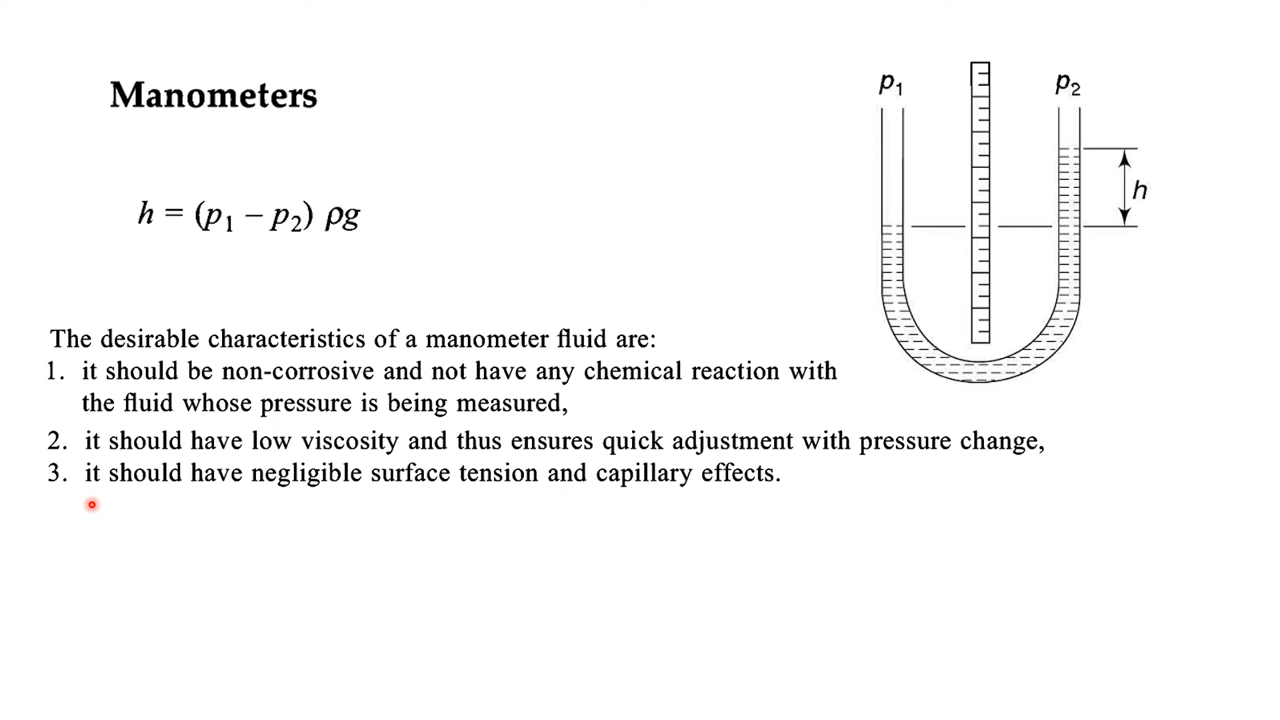 Manometers
h = (p₁ − p₂) ρg
p₁
p₂
h
The desirable characteristics of a manometer fluid are:
1. it should be non-corrosive and not have any chemical reaction with
the fluid whose pressure is being measured,
2. it should have low viscosity and thus ensures quick adjustment with pressure change,
3. it should have negligible surface tension and capillary effects.